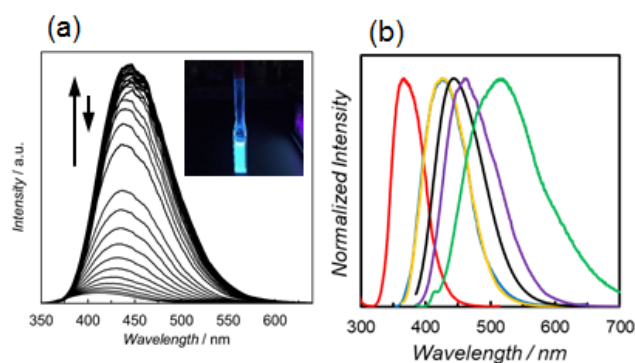 (a)
Intensity / a.u.
350 400 450 500 550 600
Wavelength / nm
(b)
Normalized Intensity
300 400 500 600 700
Wavelength / nm